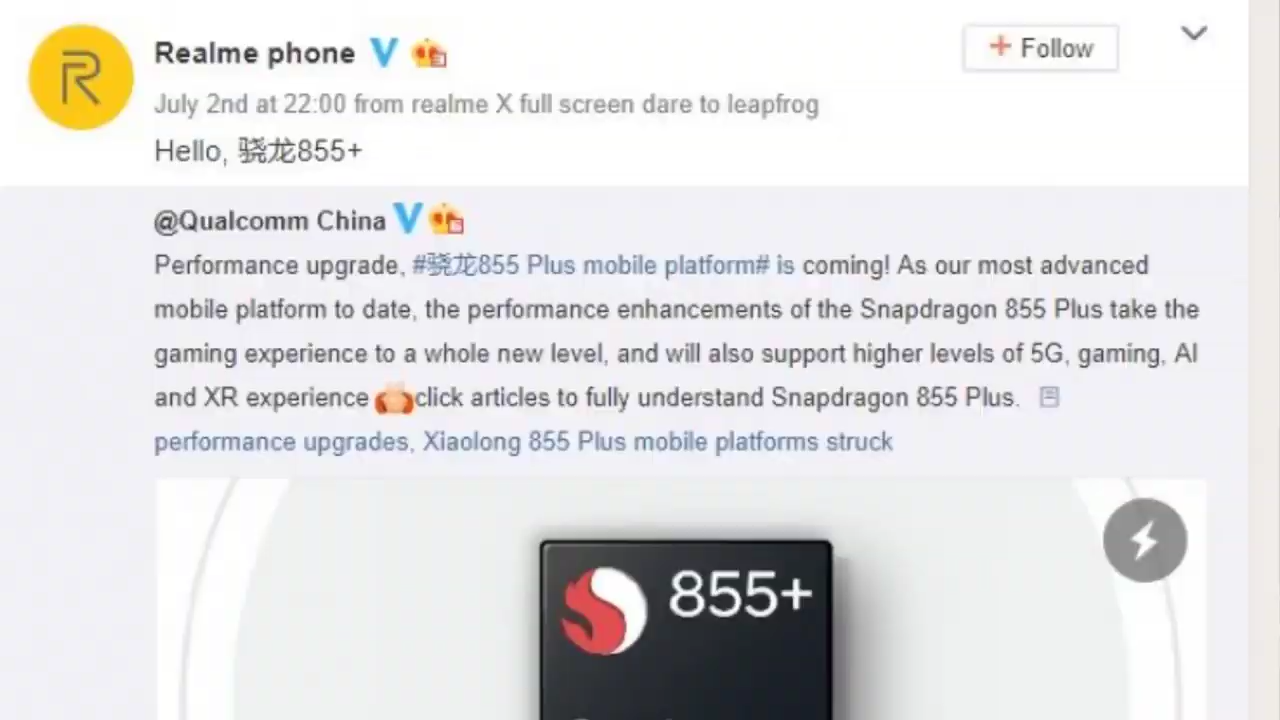 Realme phone
+ Follow
July 2nd at 22:00 from realme X full screen dare to leapfrog
Hello, 骁龙855+
@Qualcomm China
Performance upgrade, #骁龙855 Plus mobile platform# is coming! As our most advanced
mobile platform to date, the performance enhancements of the Snapdragon 855 Plus take the
gaming experience to a whole new level, and will also support higher levels of 5G, gaming, AI
and XR experience click articles to fully understand Snapdragon 855 Plus.
performance upgrades, Xiaolong 855 Plus mobile platforms struck
855+